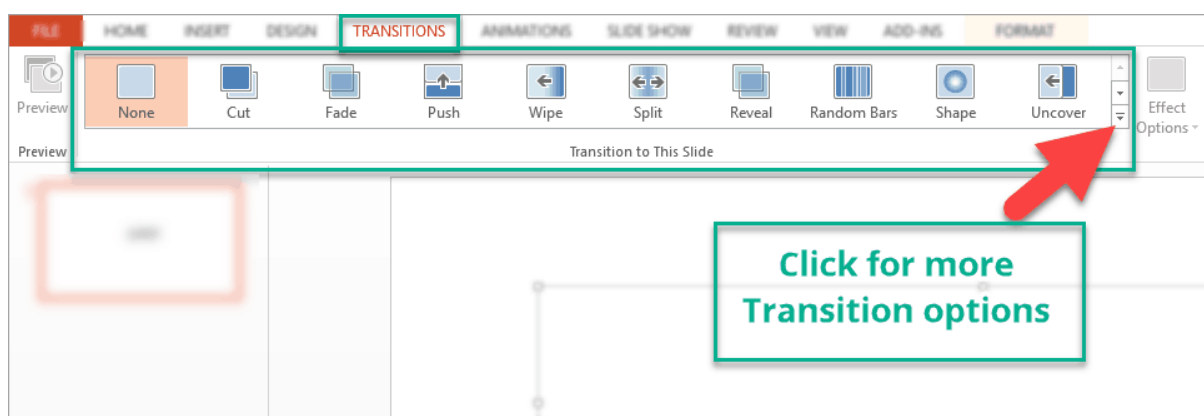 FILE HOME INSERT DESIGN TRANSITIONS ANIMATIONS SLIDE SHOW REVIEW VIEW ADD-INS FORMAT
Preview None Cut Fade Push Wipe Split Reveal Random Bars Shape Uncover Effect
Options
Preview Transition to This Slide
Click for more
Transition options